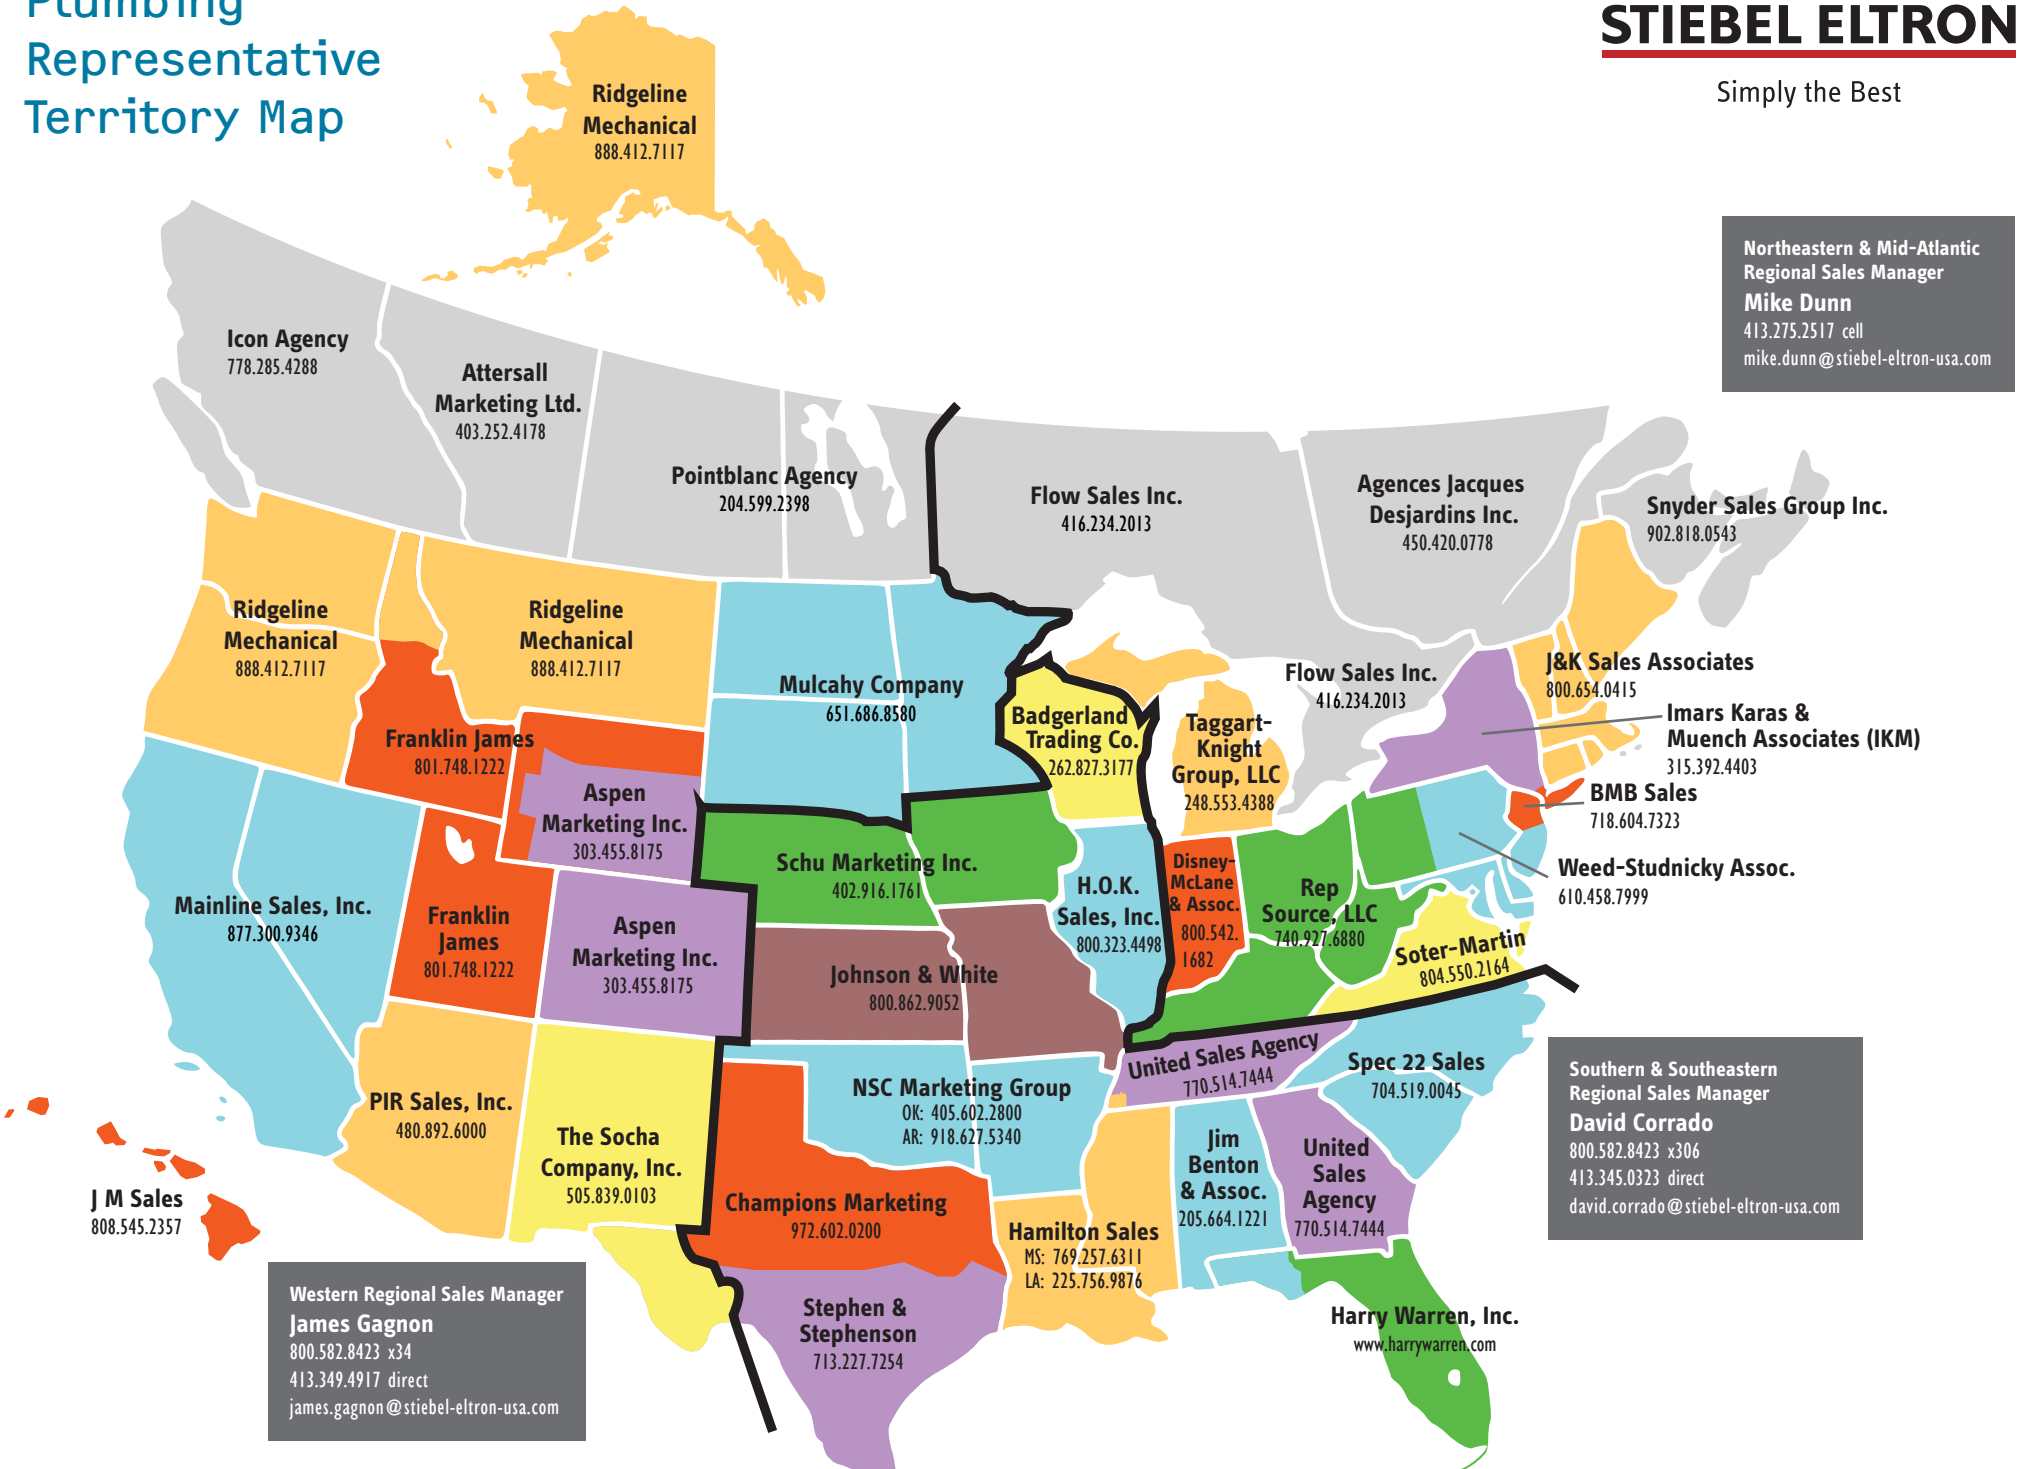 Plumbing
Representative
Territory Map
STIEBEL ELTRON
Simply the Best
Ridgeline
Mechanical
888.412.7117
Northeastern & Mid-Atlantic
Regional Sales Manager
Mike Dunn
413.275.2517 cell
mike.dunn@stiebel-eltron-usa.com
Icon Agency
778.285.4288
Attersall
Marketing Ltd.
403.252.4178
Pointblanc Agency
204.599.2398
Flow Sales Inc.
416.234.2013
Agences Jacques
Desjardins Inc.
450.420.0778
Snyder Sales Group Inc.
902.818.0543
Ridgeline
Mechanical
888.412.7117
Ridgeline
Mechanical
888.412.7117
Mulcahy Company
651.686.8580
Flow Sales Inc.
416.234.2013
J&K Sales Associates
800.654.0415
Imars Karas &
Muench Associates (IKM)
315.392.4403
BMB Sales
718.604.7323
Weed-Studnicky Assoc.
610.458.7999
Franklin James
801.748.1222
Badgerland
Trading Co.
262.827.3177
Taggart-
Knight
Group, LLC
248.553.4388
Aspen
Marketing Inc.
303.455.8175
Schu Marketing Inc.
402.916.1761
H.O.K.
Sales, Inc.
800.323.4498
Disney-
McLane
& Assoc.
800.542.
1682
Rep
Source, LLC
740.927.6880
Soter-Martin
804.550.2164
Mainline Sales, Inc.
877.300.9346
Franklin
James
801.748.1222
Aspen
Marketing Inc.
303.455.8175
Johnson & White
800.862.9052
United Sales Agency
770.514.7444
Spec 22 Sales
704.519.0045
Southern & Southeastern
Regional Sales Manager
David Corrado
800.582.8423 x306
413.345.0323 direct
david.corrado@stiebel-eltron-usa.com
PIR Sales, Inc.
480.892.6000
The Socha
Company, Inc.
505.839.0103
NSC Marketing Group
OK: 405.602.2800
AR: 918.627.5340
Jim
Benton
& Assoc.
205.664.1221
United
Sales
Agency
770.514.7444
J M Sales
808.545.2357
Champions Marketing
972.602.0200
Hamilton Sales
MS: 769.257.6311
LA: 225.756.9876
Western Regional Sales Manager
James Gagnon
800.582.8423 x34
413.349.4917 direct
james.gagnon@stiebel-eltron-usa.com
Stephen &
Stephenson
713.227.7254
Harry Warren, Inc.
www.harrywarren.com